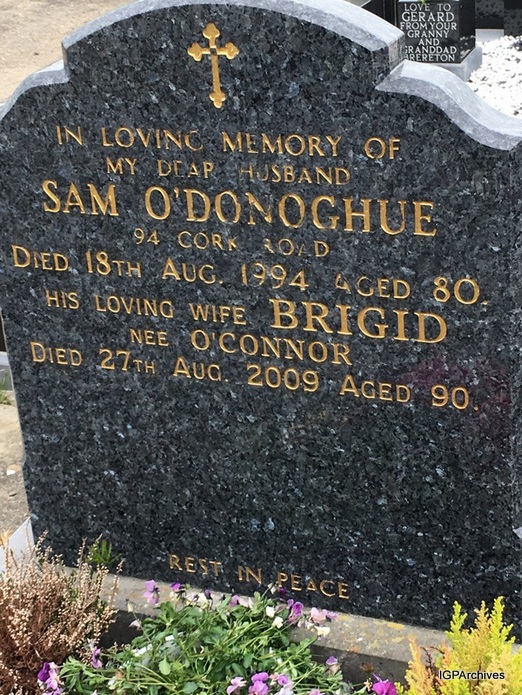 LOVE TO
GERARD
FROM YOUR
GRANNY
AND
GRANDDAD
BRERETON
IN LOVING MEMORY OF
MY DEAR HUSBAND
SAM O'DONOGHUE
94 CORK ROAD
DIED 18TH AUG. 1994 AGED 80.
HIS LOVING WIFE BRIGID
NEE O'CONNOR
DIED 27TH AUG. 2009 AGED 90.
REST IN PEACE
IGPArchives